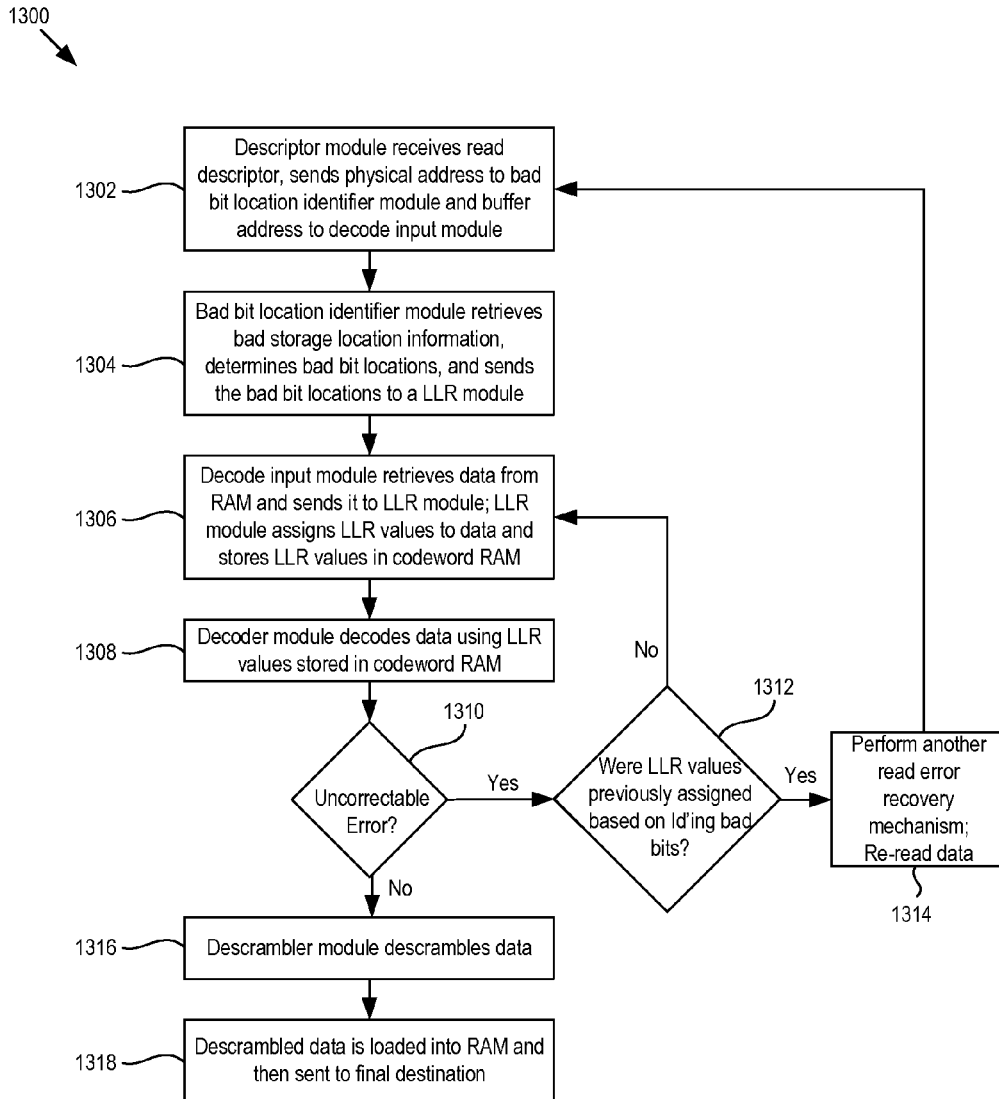 1300
Descriptor module receives read
descriptor, sends physical address to bad
bit location identifier module and buffer
address to decode input module
1302
Bad bit location identifier module retrieves
bad storage location information,
determines bad bit locations, and sends
the bad bit locations to a LLR module
1304
Decode input module retrieves data from
RAM and sends it to LLR module; LLR
module assigns LLR values to data and
stores LLR values in codeword RAM
1306
Decoder module decodes data using LLR
values stored in codeword RAM
1308
No
1310
Uncorrectable
Error?
Yes
1312
Were LLR values
previously assigned
based on Id'ing bad
bits?
Yes
Perform another
read error
recovery
mechanism;
Re-read data
1314
No
1316
Descrambler module descrambles data
1318
Descrambled data is loaded into RAM and
then sent to final destination